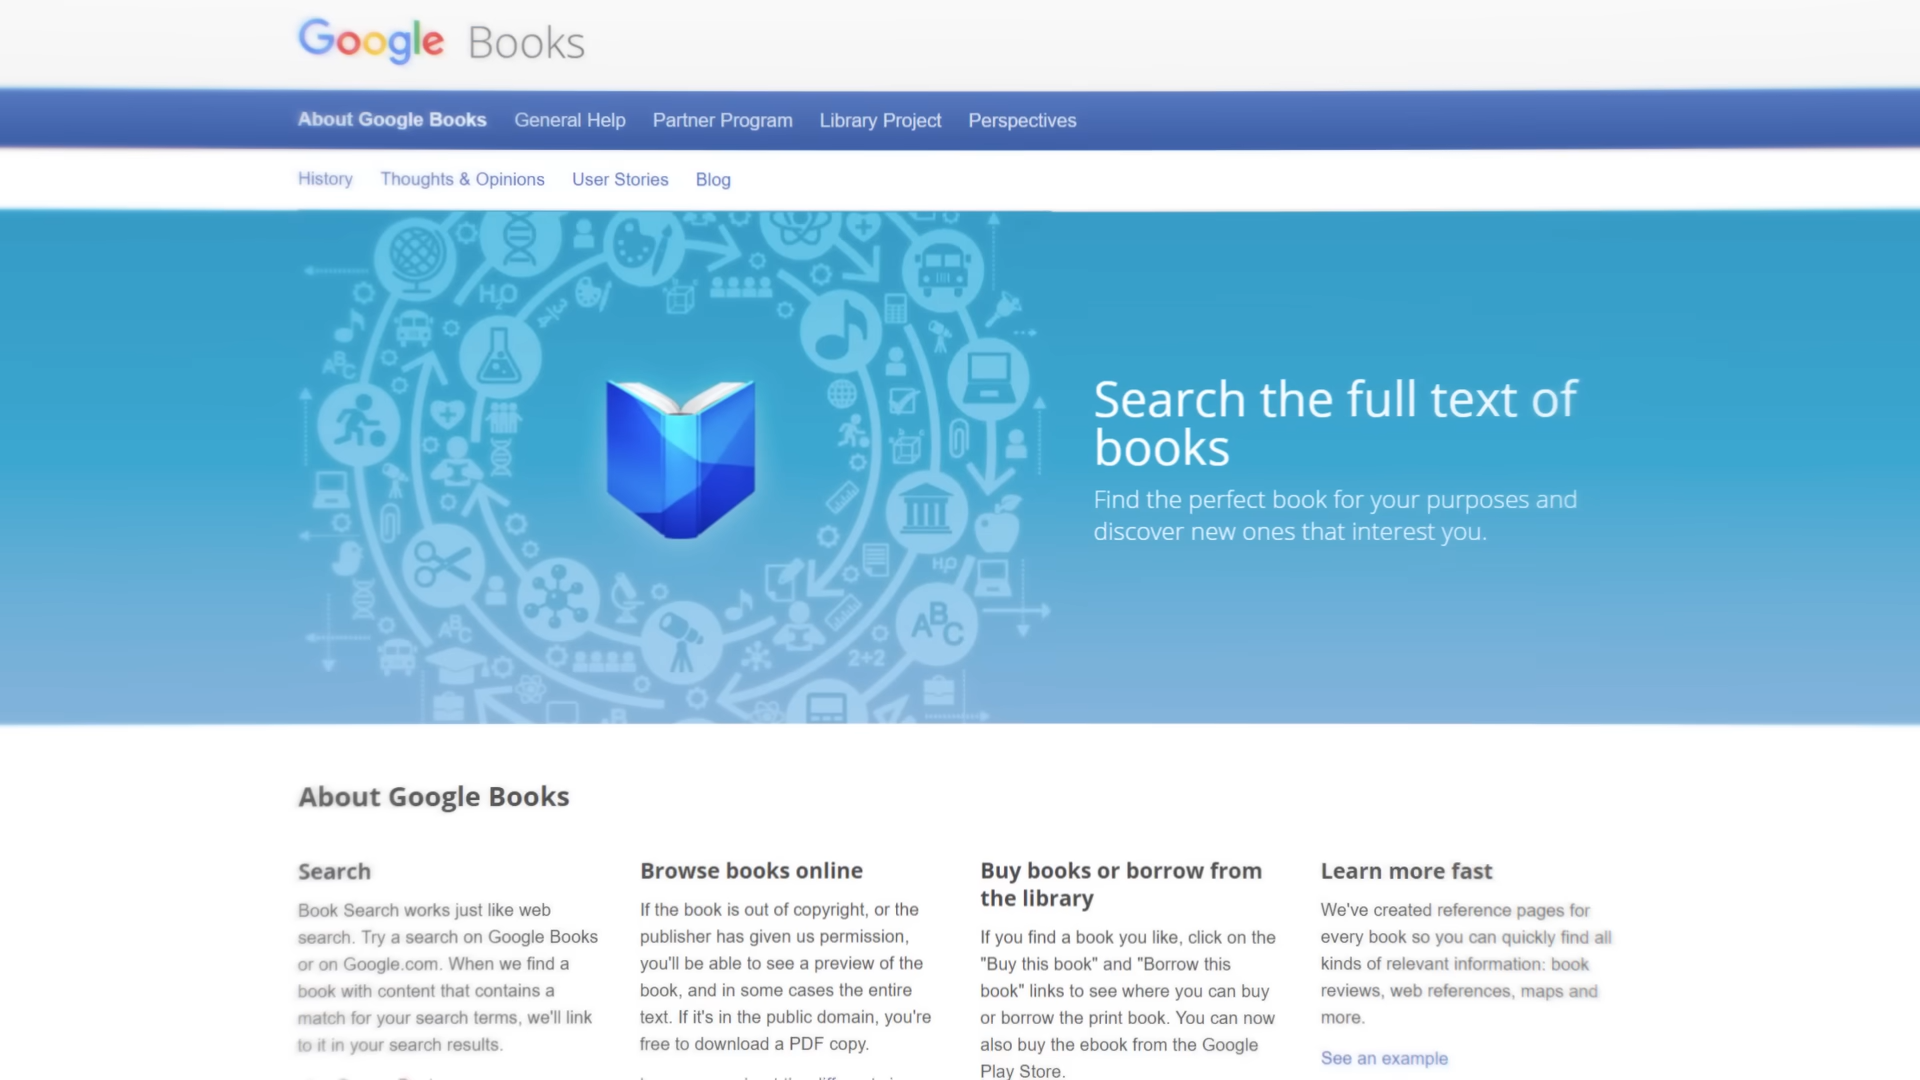 Google Books
About Google Books General Help Partner Program Library Project Perspectives
History Thoughts & Opinions User Stories Blog
H₂O
ABC
H₂O
ABC
ABC
2+2
Search the full text of
books
Find the perfect book for your purposes and
discover new ones that interest you.
About Google Books
Search
Book Search works just like web
search. Try a search on Google Books
or on Google.com. When we find a
book with content that contains a
match for your search terms, we'll link
to it in your search results.
Browse books online
If the book is out of copyright, or the
publisher has given us permission,
you'll be able to see a preview of the
book, and in some cases the entire
text. If it's in the public domain, you're
free to download a PDF copy.
Buy books or borrow from
the library
If you find a book you like, click on the
"Buy this book" and "Borrow this
book" links to see where you can buy
or borrow the print book. You can now
also buy the ebook from the Google
Play Store.
Learn more fast
We've created reference pages for
every book so you can quickly find all
kinds of relevant information: book
reviews, web references, maps and
more.
See an example